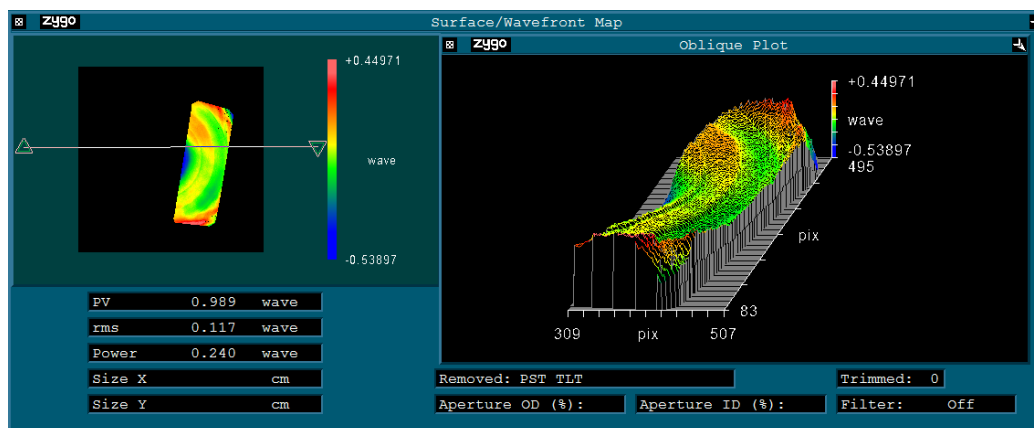 zygo
Surface/Wavefront Map
+0.44971
wave
-0.53897
zygo
Oblique Plot
+0.44971
wave
-0.53897
495
pix
83
309
pix
507
PV 0.989 wave
rms 0.117 wave
Power 0.240 wave
Size X cm
Size Y cm
Removed: PST TLT
Trimmed: 0
Aperture OD (%):
Aperture ID (%):
Filter: Off